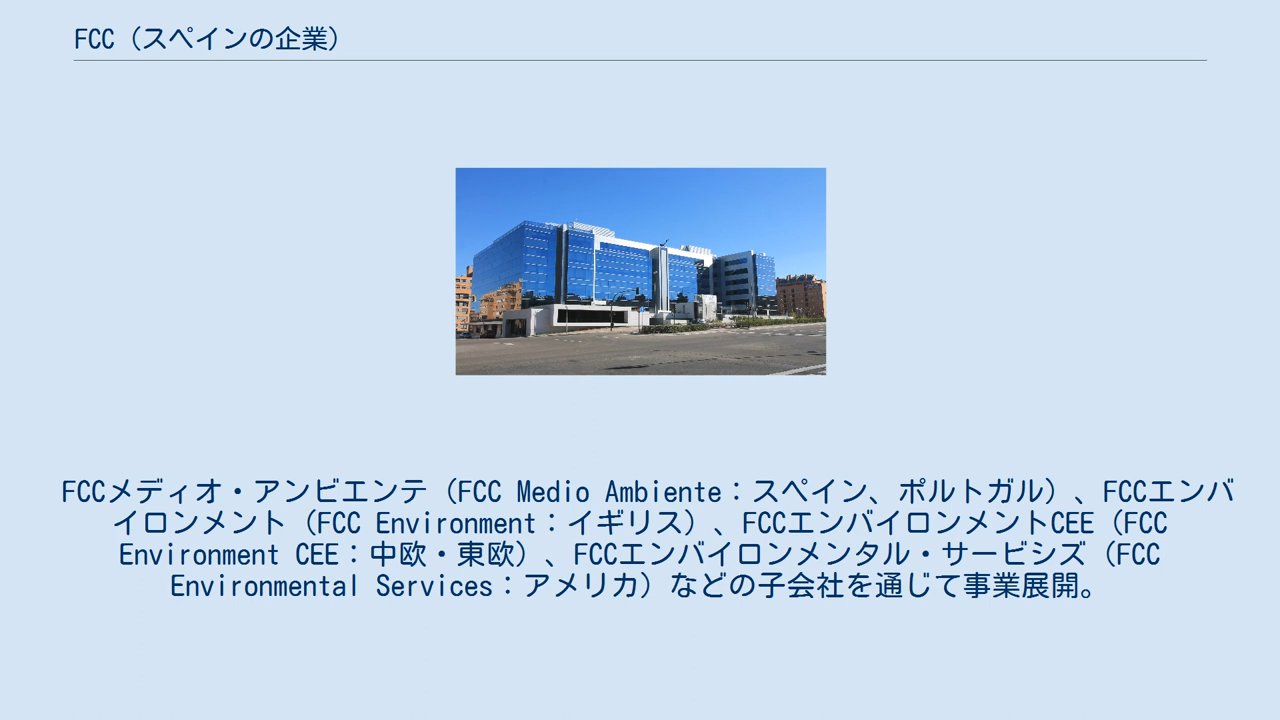 FCC（スペインの企業）
FCCメディオ・アンビエンテ（FCC Medio Ambiente：スペイン、ポルトガル）、FCCエンバ
イロンメント（FCC Environment：イギリス）、FCCエンバイロンメントCEE（FCC
Environment CEE：中欧・東欧）、FCCエンバイロンメンタル・サービシズ（FCC
Environmental Services：アメリカ）などの子会社を通じて事業展開。